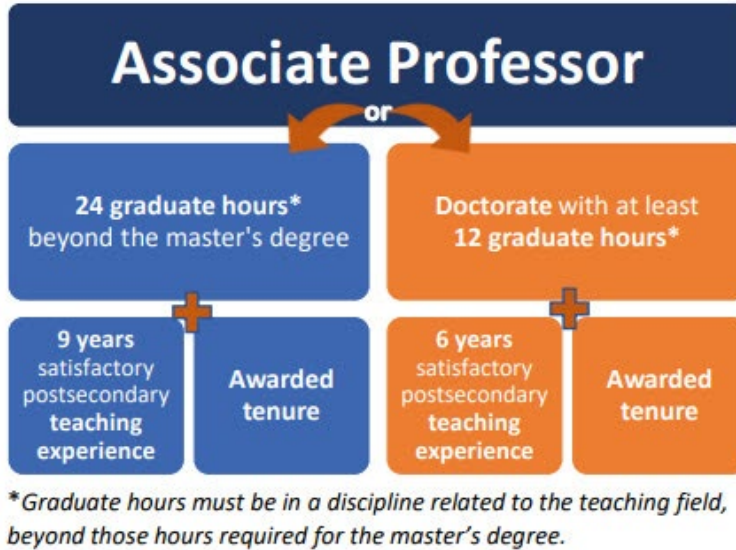 Associate Professor
or
24 graduate hours*
beyond the master's degree
Doctorate with at least
12 graduate hours*
9 years
satisfactory
postsecondary
teaching
experience
Awarded
tenure
6 years
satisfactory
postsecondary
teaching
experience
Awarded
tenure
*Graduate hours must be in a discipline related to the teaching field,
beyond those hours required for the master’s degree.